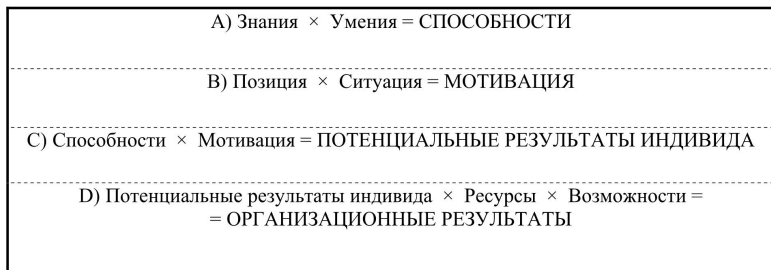 A) Знания × Умения = СПОСОБНОСТИ
B) Позиция × Ситуация = МОТИВАЦИЯ
C) Способности × Мотивация = ПОТЕНЦИАЛЬНЫЕ РЕЗУЛЬТАТЫ ИНДИВИДА
D) Потенциальные результаты индивида × Ресурсы × Возможности =
= ОРГАНИЗАЦИОННЫЕ РЕЗУЛЬТАТЫ